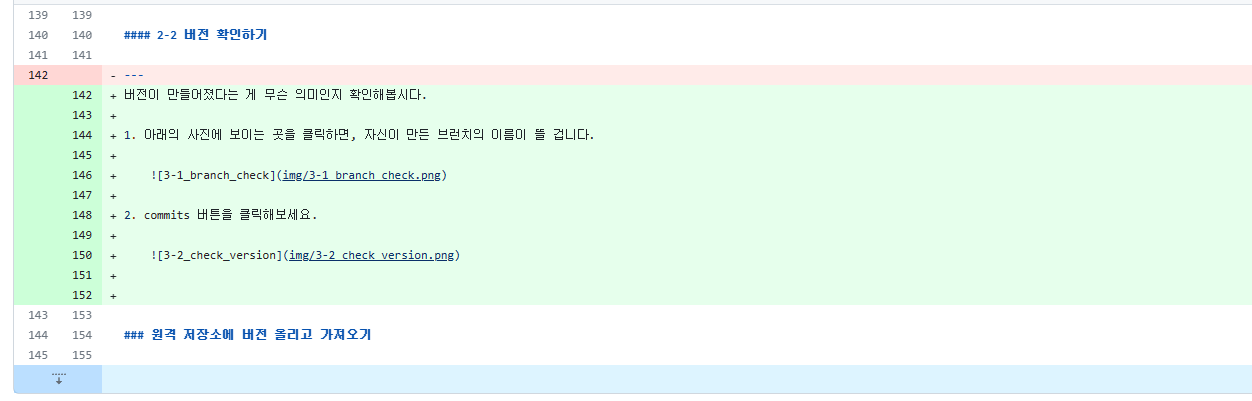 139 139
140 140 #### 2-2 버전 확인하기
141 141
142 - ---
142 + 버전이 만들어졌다는 게 무슨 의미인지 확인해봅시다.
143 +
144 + 1. 아래의 사진에 보이는 곳을 클릭하면, 자신이 만든 브런치의 이름이 뜰 겁니다.
145 +
146 + ![3-1_branch_check](img/3-1_branch_check.png)
147 +
148 + 2. commits 버튼을 클릭해보세요.
149 +
150 + ![3-2_check_version](img/3-2_check_version.png)
151 +
152 +
143 153
144 154 ### 원격 저장소에 버전 올리고 가져오기
145 155